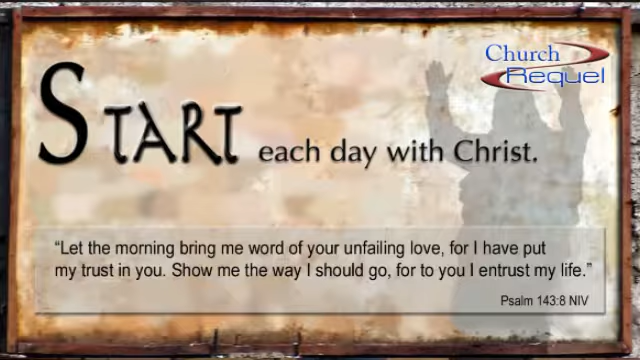 Church
Requel
START each day with Christ.
“Let the morning bring me word of your unfailing love, for I have put
my trust in you. Show me the way I should go, for to you I entrust my life.”
Psalm 143:8 NIV